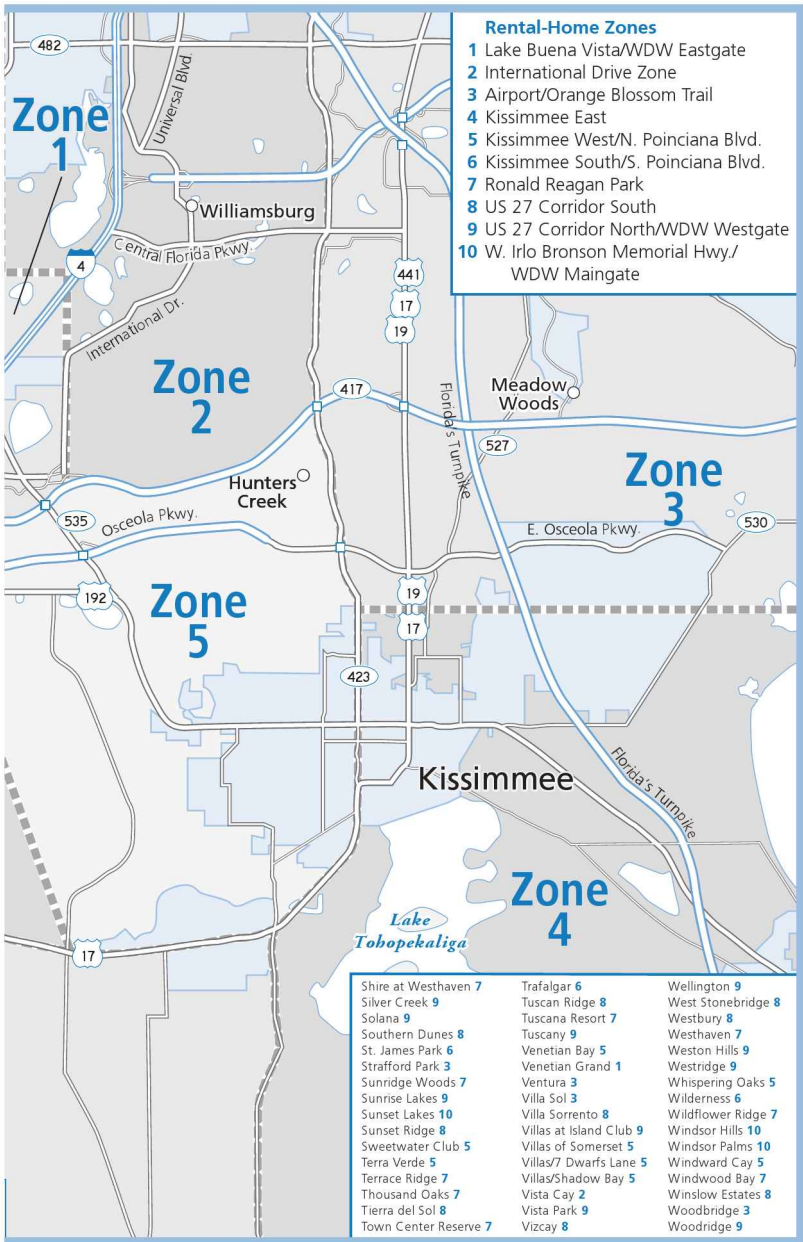 Rental-Home Zones
1 Lake Buena Vista/WDW Eastgate
2 International Drive Zone
3 Airport/Orange Blossom Trail
4 Kissimmee East
5 Kissimmee West/N. Poinciana Blvd.
6 Kissimmee South/S. Poinciana Blvd.
7 Ronald Reagan Park
8 US 27 Corridor South
9 US 27 Corridor North/WDW Westgate
10 W. Irlo Bronson Memorial Hwy./
WDW Maingate
482
Universal Blvd.
Zone
1
Williamsburg
Central Florida Pkwy.
4
441
17
19
International Dr.
Zone
2
417
Florida's Turnpike
Meadow
Woods
527
Zone
3
Hunters
Creek
535
Osceola Pkwy.
E. Osceola Pkwy.
530
192
Zone
5
19
17
423
Kissimmee
Florida's Turnpike
Zone
4
Lake
Tohopekaliga
17
Shire at Westhaven 7
Silver Creek 9
Solana 9
Southern Dunes 8
St. James Park 6
Strafford Park 3
Sunridge Woods 7
Sunrise Lakes 9
Sunset Lakes 10
Sunset Ridge 8
Sweetwater Club 5
Terra Verde 5
Terrace Ridge 7
Thousand Oaks 7
Tierra del Sol 8
Town Center Reserve 7
Trafalgar 6
Tuscan Ridge 8
Tuscana Resort 7
Tuscany 9
Venetian Bay 5
Venetian Grand 1
Ventura 3
Villa Sol 3
Villa Sorrento 8
Villas at Island Club 9
Villas of Somerset 5
Villas/7 Dwarfs Lane 5
Villas/Shadow Bay 5
Vista Cay 2
Vista Park 9
Vizcay 8
Wellington 9
West Stonebridge 8
Westbury 8
Westhaven 7
Weston Hills 9
Westridge 9
Whispering Oaks 5
Wilderness 6
Wildflower Ridge 7
Windsor Hills 10
Windsor Palms 10
Windward Cay 5
Windwood Bay 7
Winslow Estates 8
Woodbridge 3
Woodridge 9